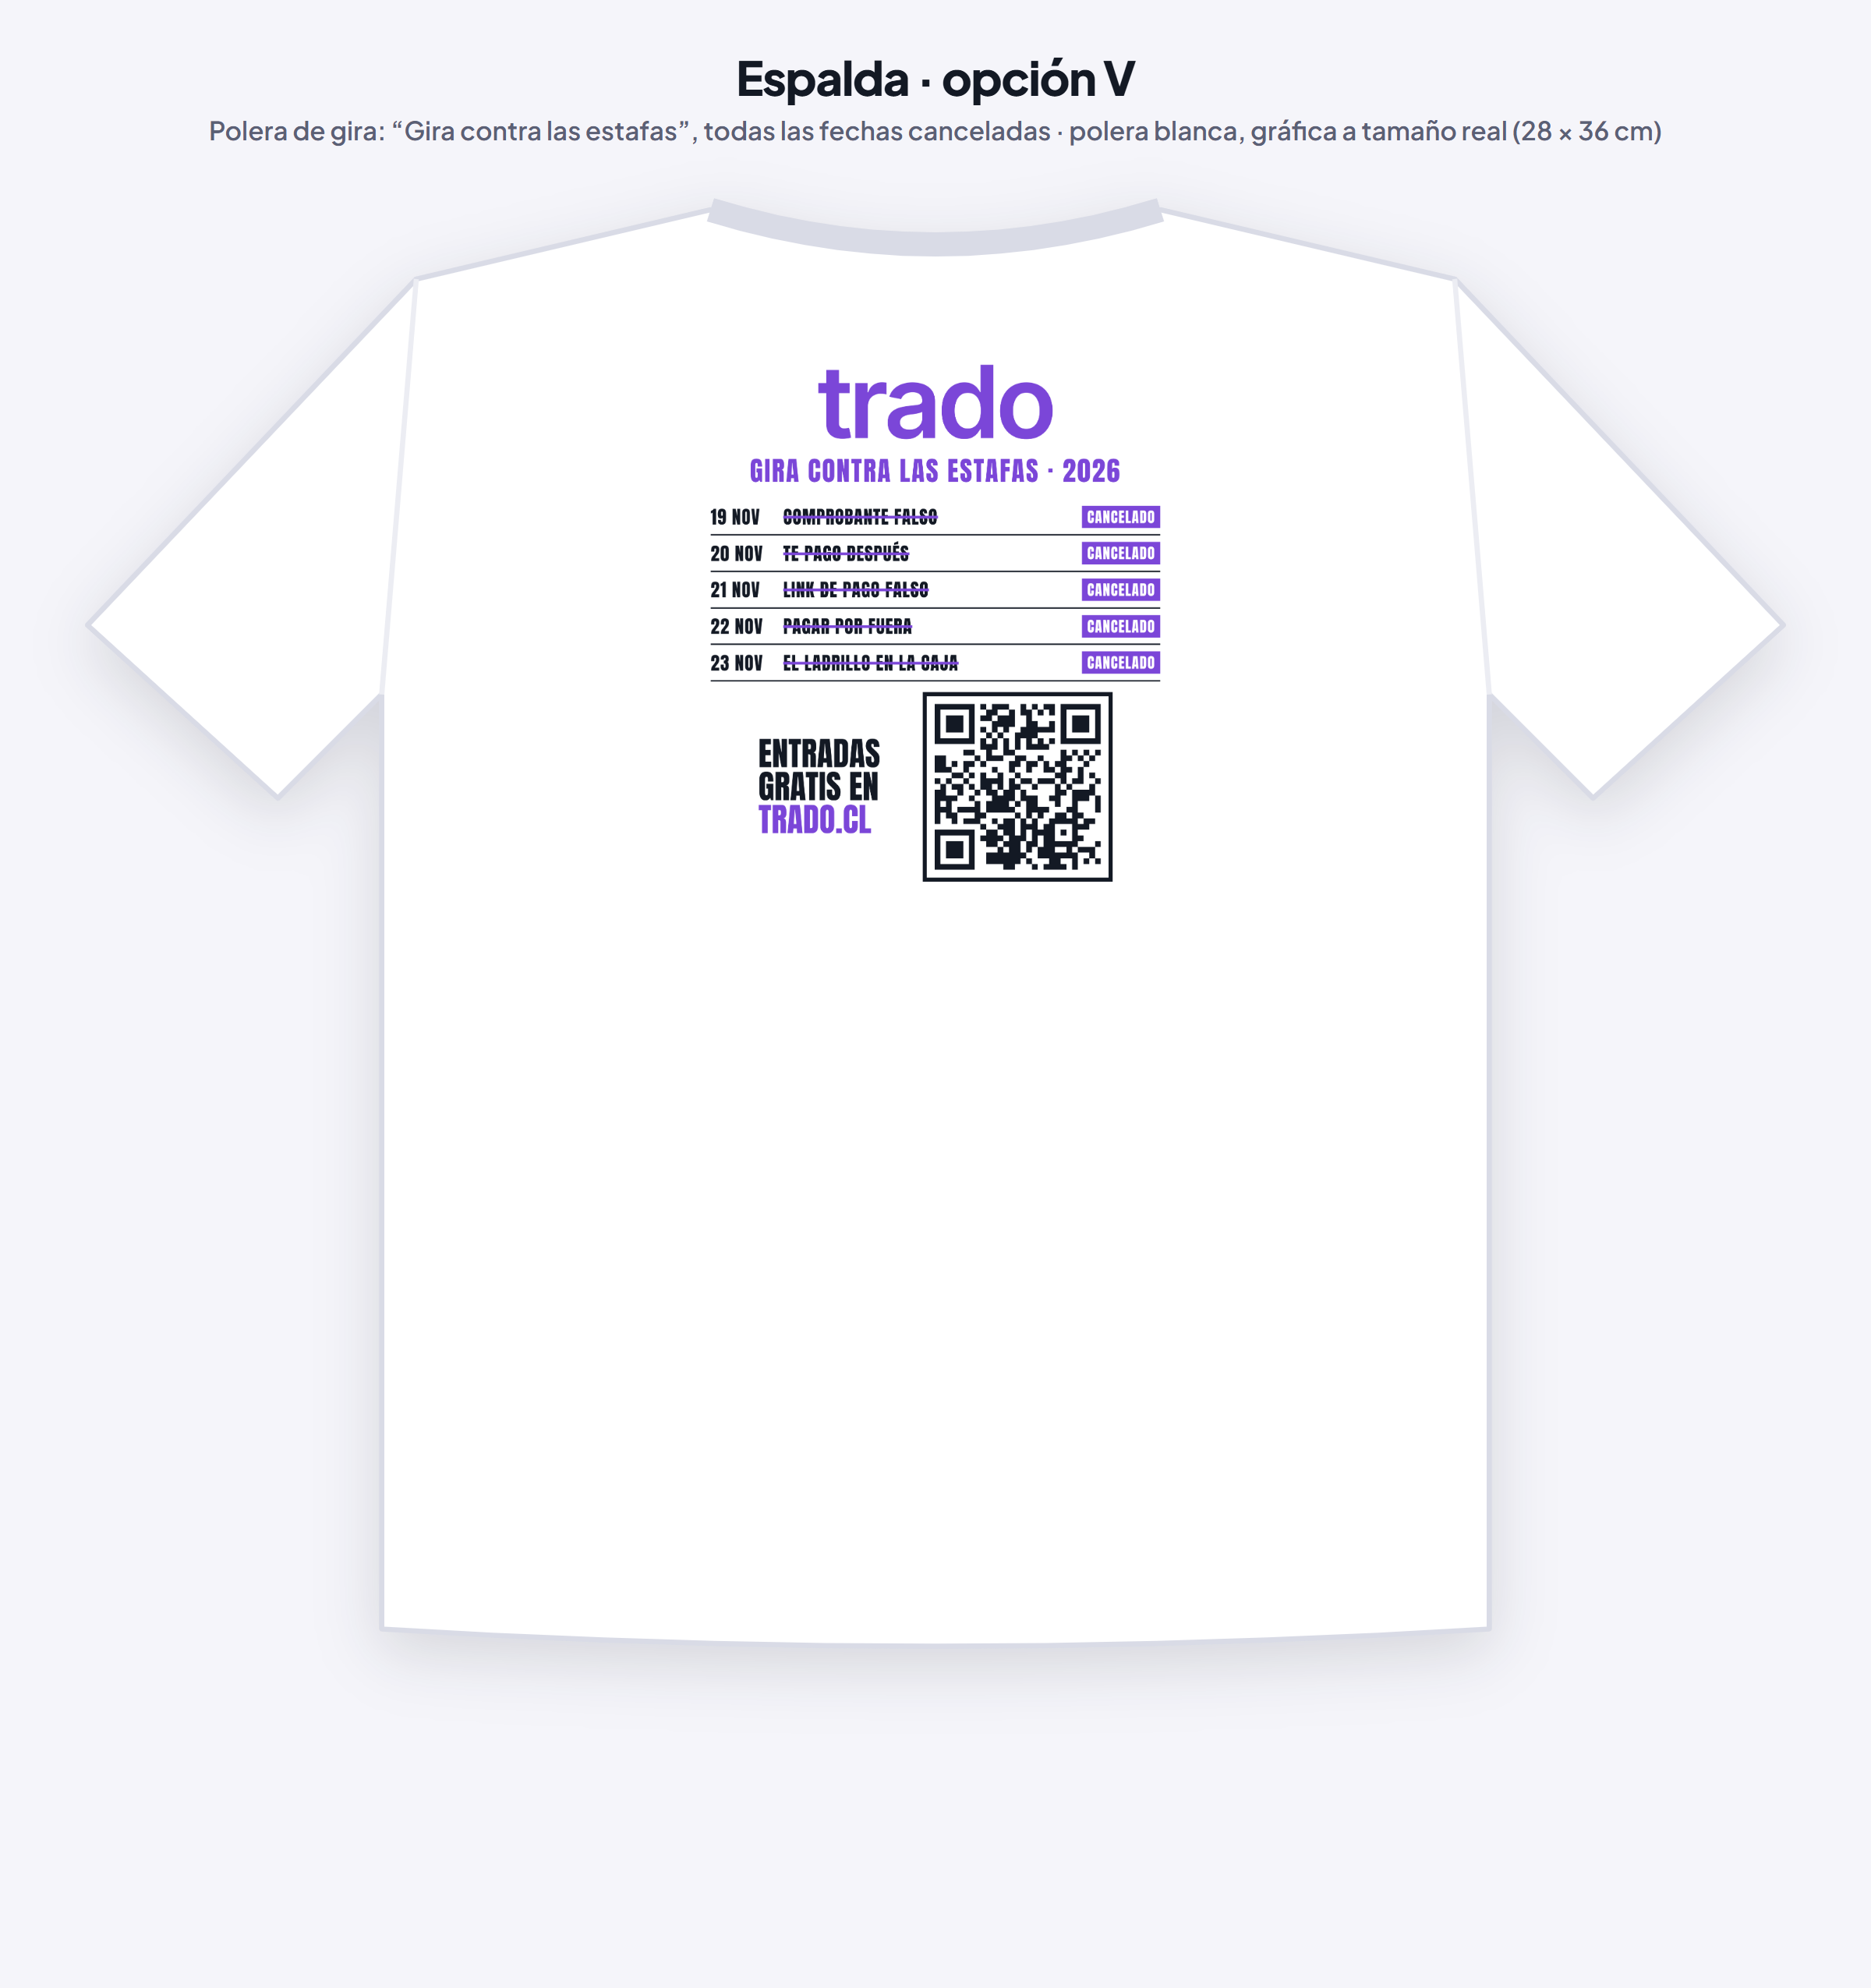 Espalda · opción V
Polera de gira: “Gira contra las estafas”, todas las fechas canceladas · polera blanca, gráfica a tamaño real (28 × 36 cm)
trado
GIRA CONTRA LAS ESTAFAS · 2026
19 NOV COMPROBANTE FALSO CANCELADO
20 NOV TE PAGO DESPUÉS CANCELADO
21 NOV LINK DE PAGO FALSO CANCELADO
22 NOV PAGAR POR FUERA CANCELADO
23 NOV EL LADRILLO EN LA CAJA CANCELADO
ENTRADAS
GRATIS EN
TRADO.CL